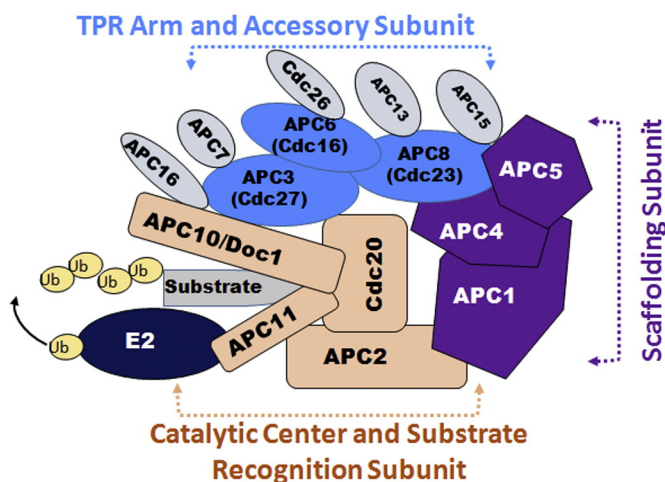 TPR Arm and Accessory Subunit
Cdc26
APC13
APC15
APC7
APC16
APC6
(Cdc16)
APC8
(Cdc23)
APC5
APC3
(Cdc27)
APC10/Doc1
APC4
Cdc20
Ub
Ub
Ub
Ub
Substrate
APC1
APC11
Ub
E2
APC2
Scaffolding Subunit
Catalytic Center and Substrate
Recognition Subunit